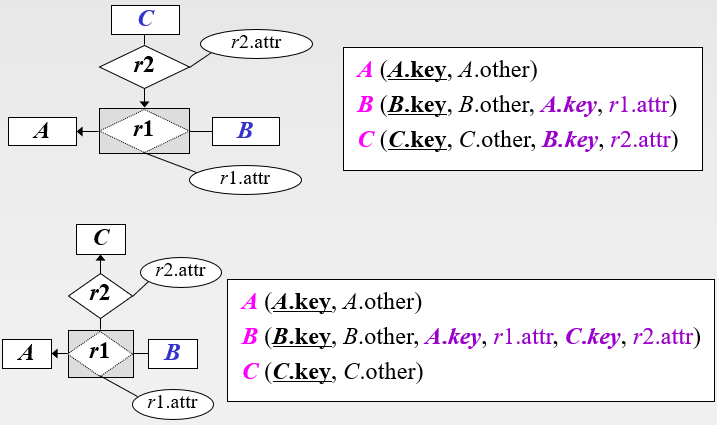 C
r2.attr
r2
A
r1
B
r1.attr
A (A.key, A.other)
B (B.key, B.other, A.key, r1.attr)
C (C.key, C.other, B.key, r2.attr)
C
r2.attr
r2
A
r1
B
r1.attr
A (A.key, A.other)
B (B.key, B.other, A.key, r1.attr, C.key, r2.attr)
C (C.key, C.other)